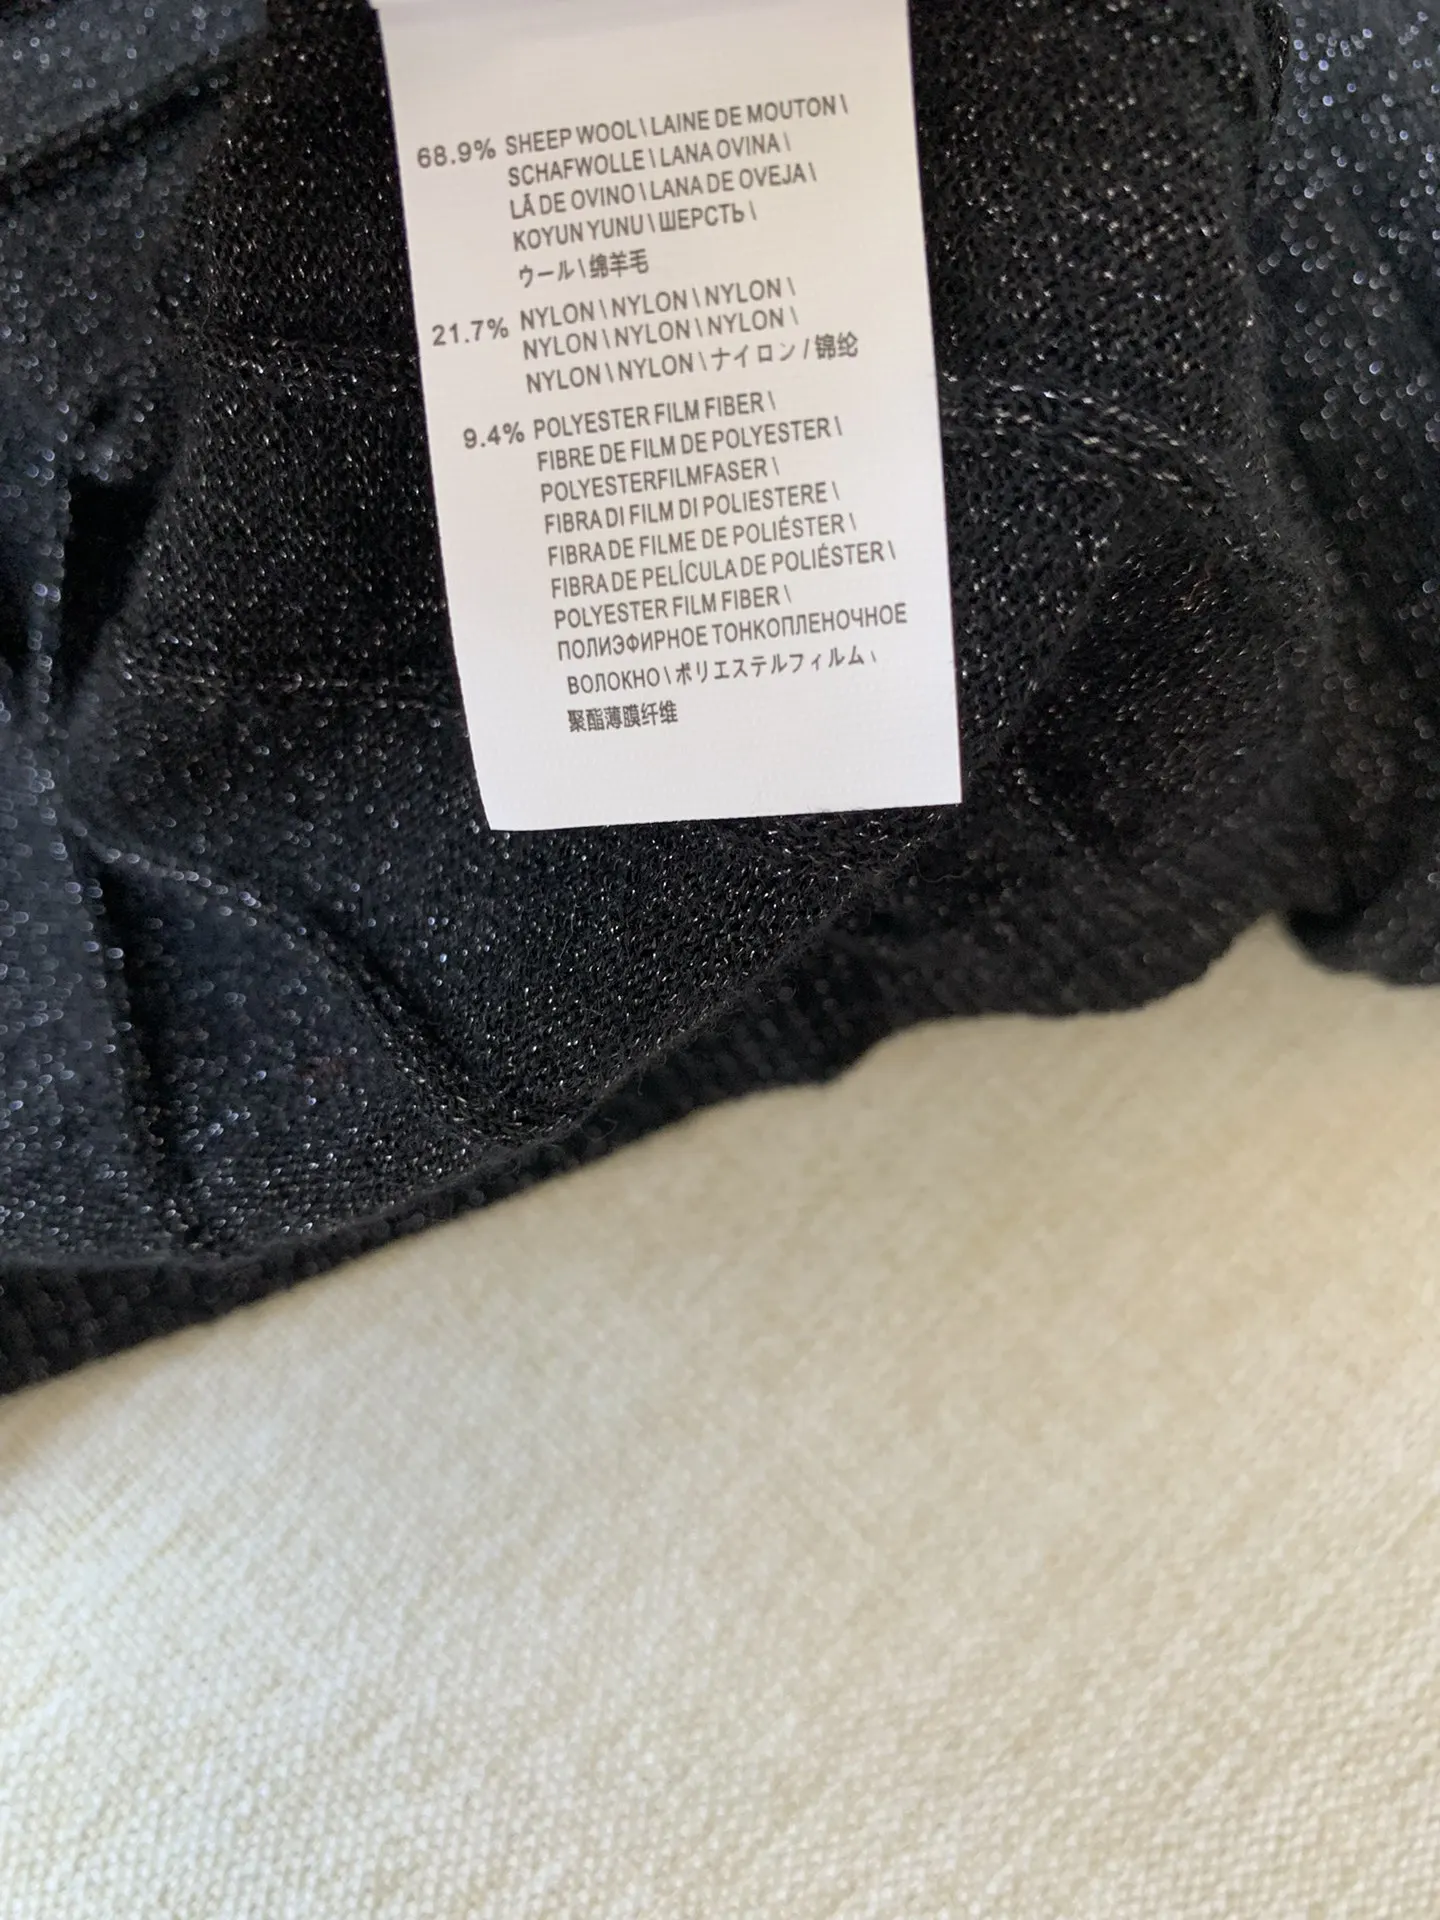 68.9% SHEEP WOOL \ LAINE DE MOUTON \
SCHAFWOLLE \ LANA OVINA \
LÃ DE OVINO \ LANA DE OVEJA \
KOYUN YUNU \ ШЕРСТЬ \
ウール \ 绵羊毛
21.7% NYLON \ NYLON \ NYLON \
NYLON \ NYLON \ NYLON \
NYLON \ NYLON \ ナイロン / 锦纶
9.4% POLYESTER FILM FIBER \
FIBRE DE FILM DE POLYESTER \
POLYESTERFILMFASER \
FIBRA DI FILM DI POLIESTERE \
FIBRA DE FILME DE POLIÉSTER \
FIBRA DE PELÍCULA DE POLIÉSTER \
POLYESTER FILM FIBER \
ПОЛИЭФИРНОЕ ТОНКОПЛЕНОЧНОЕ
ВОЛОКНО \ ポリエステルフィルム \
聚酯薄膜纤维